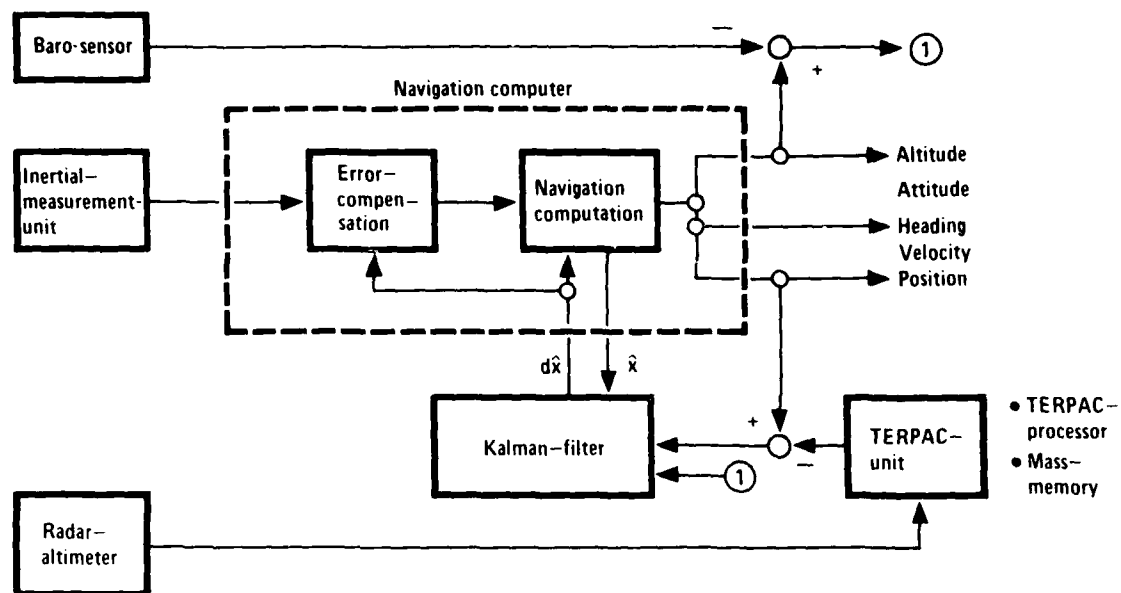 Baro-sensor
−
1
+
Navigation computer
Inertial-
measurement-
unit
Error-
compen-
sation
Navigation
computation
Altitude
Attitude
Heading
Velocity
Position
dx̂
x̂
Kalman-filter
+
−
1
TERPAC-
unit
• TERPAC-
processor
• Mass-
memory
Radar-
altimeter